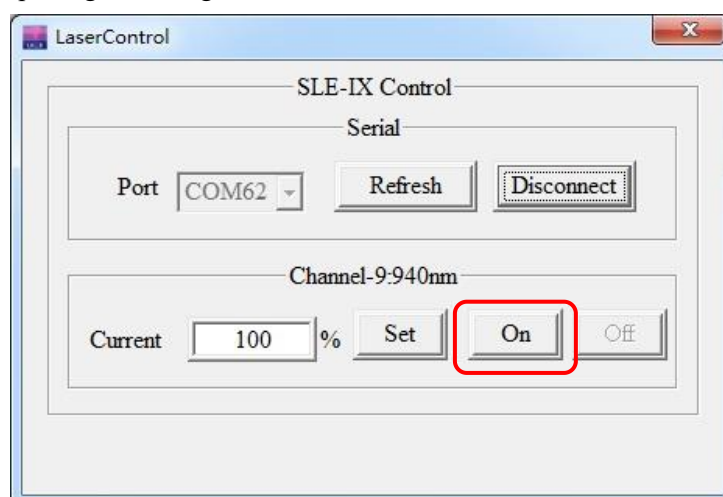 LaserControl
SLE-IX Control
Serial
Port COM62 Refresh Disconnect
Channel-9:940nm
Current 100 % Set On Off